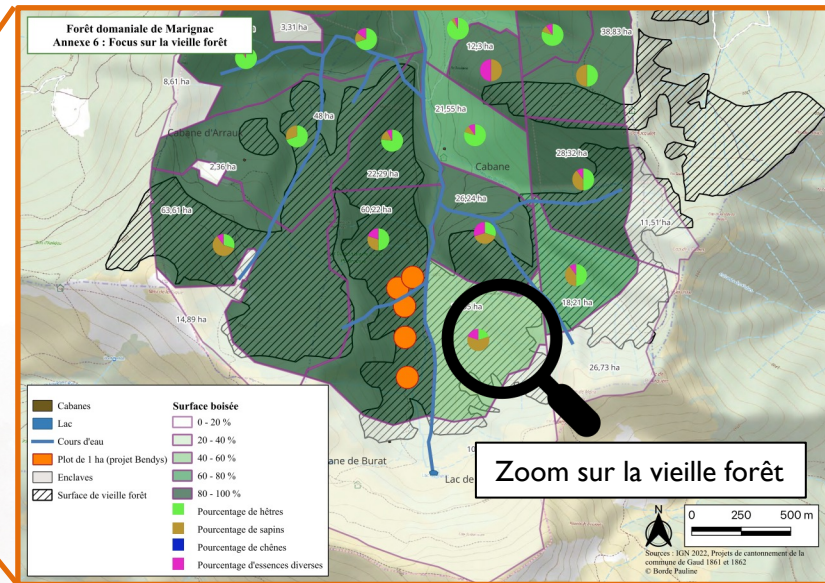 Forêt domaniale de Marignac
Annexe 6 : Focus sur la vieille forêt
3,31 ha
38,83 ha
12,3 ha
8,61 ha
21,55 ha
48 ha
Cabane d'Arrau
Cabane
28,32 ha
2,36 ha
22,29 ha
26,24 ha
63,61 ha
60,22 ha
11,51 ha
18,21 ha
14,89 ha
5 ha
26,73 ha
ane de Burat
Lac de
10
Cabanes
Lac
Cours d'eau
Plot de 1 ha (projet Bendys)
Enclaves
Surface de vieille forêt
Surface boisée
0 - 20 %
20 - 40 %
40 - 60 %
60 - 80 %
80 - 100 %
Pourcentage de hêtres
Pourcentage de sapins
Pourcentage de chênes
Pourcentage d'essences diverses
Zoom sur la vieille forêt
N
0 250 500 m
Sources : IGN 2022, Projets de cantonnement de la
commune de Gaud 1861 et 1862
© Borde Pauline